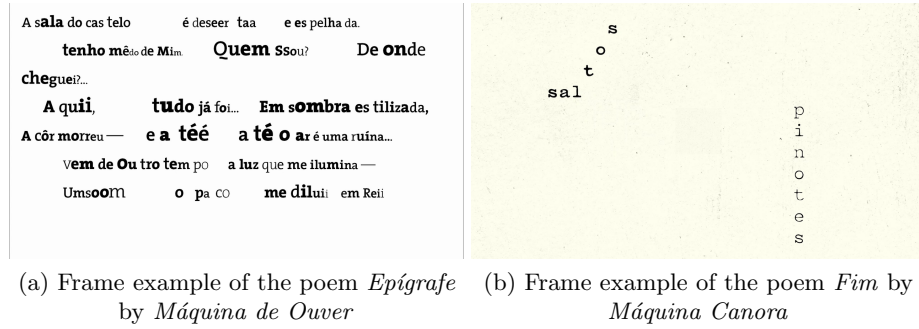 A sala do cas telo é deseer taa e es pelha da.
tenho mêdo de Mim. Quem Ssou? De onde
cheguei?...
A quii, tudo já foi... Em sombra es tilizada,
A côr morreu — e a téé a té o ar é uma ruína...
Vem de Ou tro tem po a luz que me ilumina —
Umsoom o pa co me diluii em Reii
saltos
pinotes
(a) Frame example of the poem Epígrafe
by Máquina de Ouver
(b) Frame example of the poem Fim by
Máquina Canora